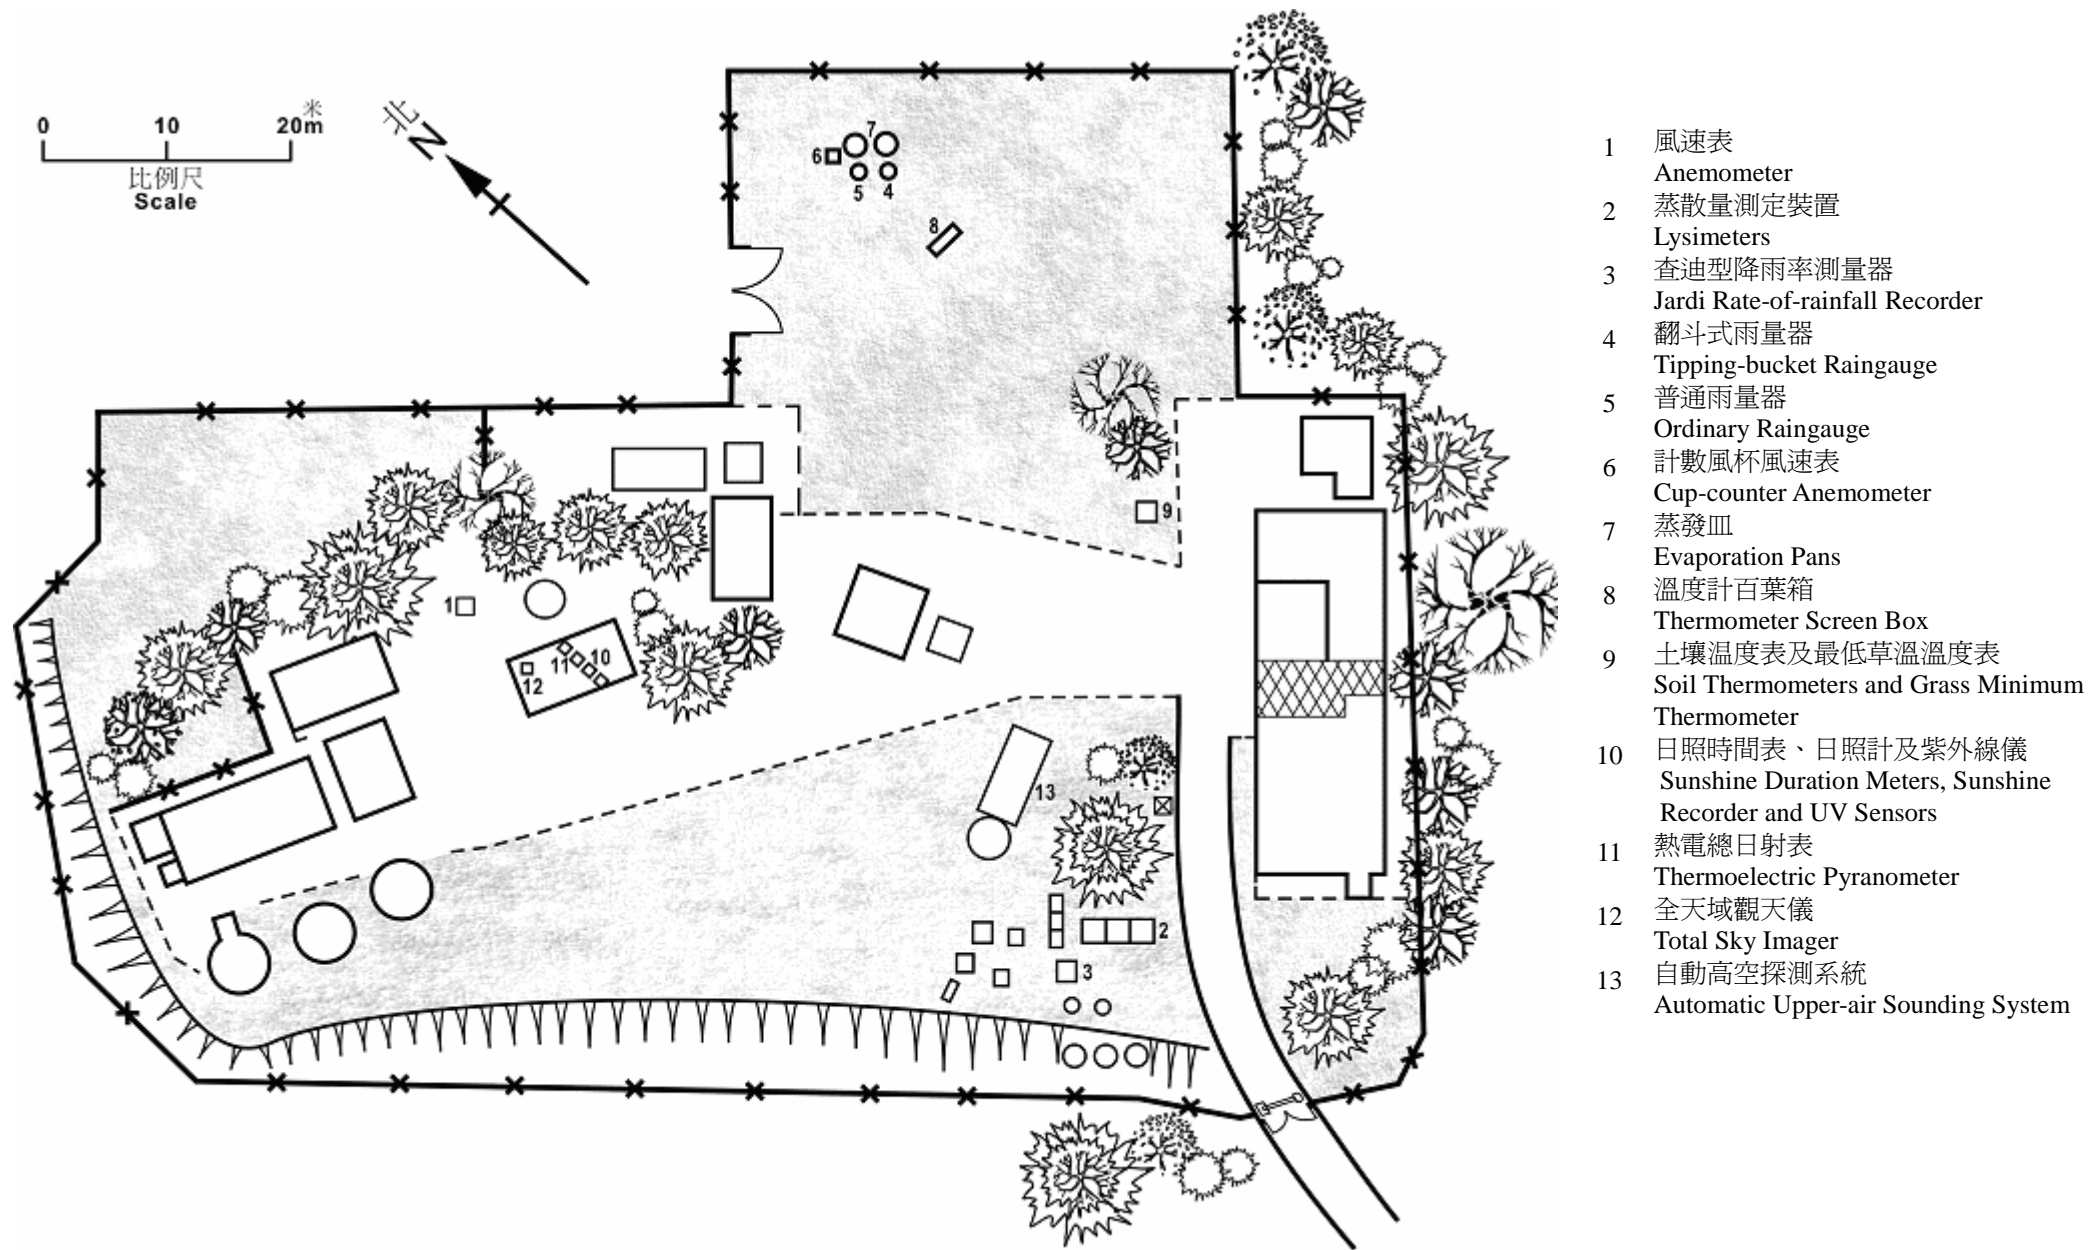 米
0 10 20m
比例尺
Scale
北
N
7
6
5 4
8
9
1
10
11
12
13
2
3
1 風速表
Anemometer
2 蒸散量測定裝置
Lysimeters
3 查迪型降雨率測量器
Jardi Rate-of-rainfall Recorder
4 翻斗式雨量器
Tipping-bucket Raingauge
5 普通雨量器
Ordinary Raingauge
6 計數風杯風速表
Cup-counter Anemometer
7 蒸發皿
Evaporation Pans
8 溫度計百葉箱
Thermometer Screen Box
9 土壤温度表及最低草溫溫度表
Soil Thermometers and Grass Minimum
Thermometer
10 日照時間表、日照計及紫外線儀
Sunshine Duration Meters, Sunshine
Recorder and UV Sensors
11 熱電總日射表
Thermoelectric Pyranometer
12 全天域觀天儀
Total Sky Imager
13 自動高空探測系統
Automatic Upper-air Sounding System